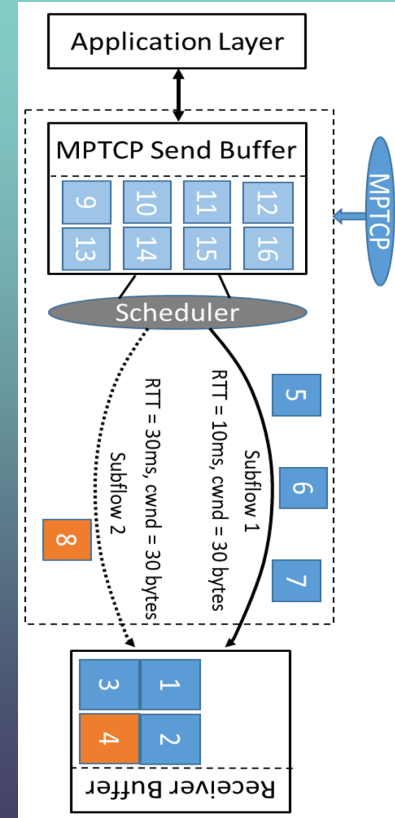 Application Layer
MPTCP Send Buffer
MPTCP
9
10
11
12
13
14
15
16
Scheduler
5
6
7
Subflow 1
RTT = 10ms, cwnd = 30 bytes
RTT = 30ms, cwnd = 30 bytes
Subflow 2
8
3
1
4
2
Receiver Buffer